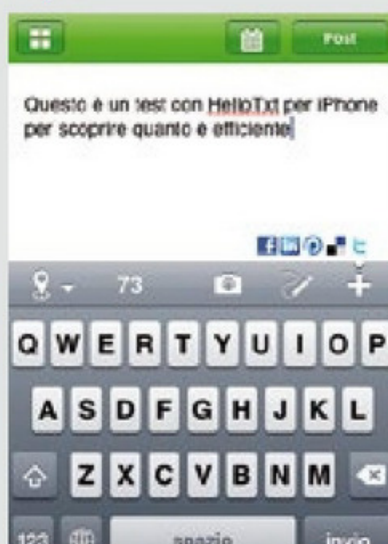 Post
Questo è un test con HelloTxt per iPhone
per scoprire quanto è efficiente
73
Q W E R T Y U I O P
A S D F G H J K L
Z X C V B N M
123 spazio invio